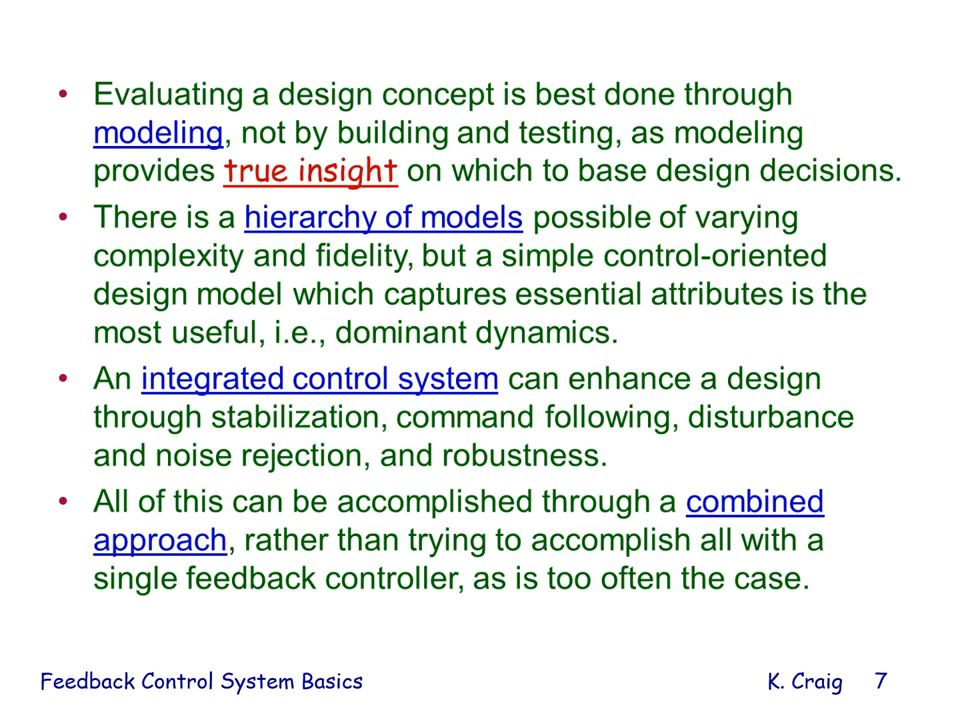 • Evaluating a design concept is best done through
modeling, not by building and testing, as modeling
provides true insight on which to base design decisions.
• There is a hierarchy of models possible of varying
complexity and fidelity, but a simple control-oriented
design model which captures essential attributes is the
most useful, i.e., dominant dynamics.
• An integrated control system can enhance a design
through stabilization, command following, disturbance
and noise rejection, and robustness.
• All of this can be accomplished through a combined
approach, rather than trying to accomplish all with a
single feedback controller, as is too often the case.
Feedback Control System Basics K. Craig 7